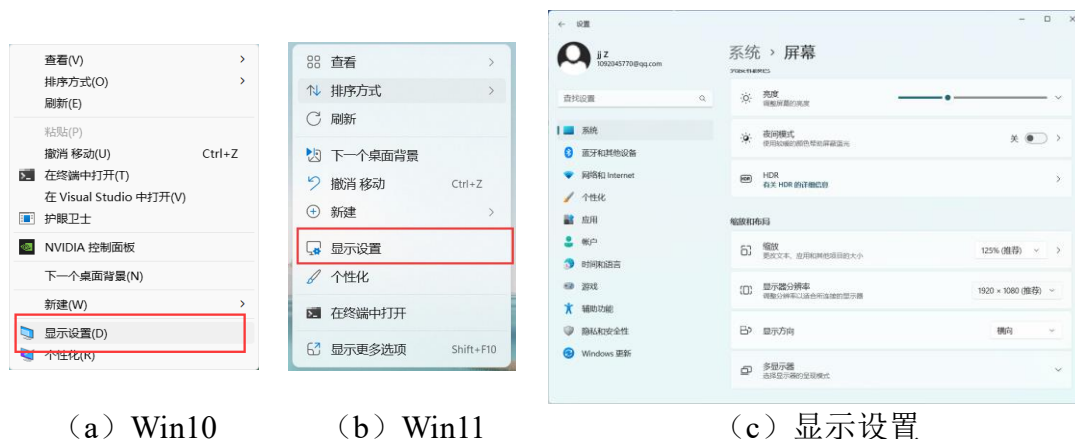 查看(V)
排序方式(O)
刷新(E)
粘贴(P)
撤消 移动(U) Ctrl+Z
在终端中打开(T)
在 Visual Studio 中打开(V)
护眼卫士
NVIDIA 控制面板
下一个桌面背景(N)
新建(W)
显示设置(D)
个性化(R)
(a) Win10
查看
排序方式
刷新
下一个桌面背景
撤消 移动 Ctrl+Z
新建
显示设置
个性化
在终端中打开
显示更多选项 Shift+F10
(b) Win11
设置
jj Z
1092045770@qq.com
查找设置
系统
蓝牙和其他设备
网络和 Internet
个性化
应用
帐户
时间和语言
游戏
辅助功能
隐私和安全性
Windows 更新
系统 › 屏幕
亮度
调整屏幕的亮度
夜间模式
使用较暖的颜色帮助屏蔽蓝光
关
HDR
HDR
有关 HDR 的详细信息
缩放和布局
缩放
更改文本、应用和其他项目的大小
125% (推荐)
显示器分辨率
调整分辨率以适合所连接的显示器
1920 × 1080 (推荐)
显示方向
横向
多显示器
选择显示器的呈现模式
(c) 显示设置